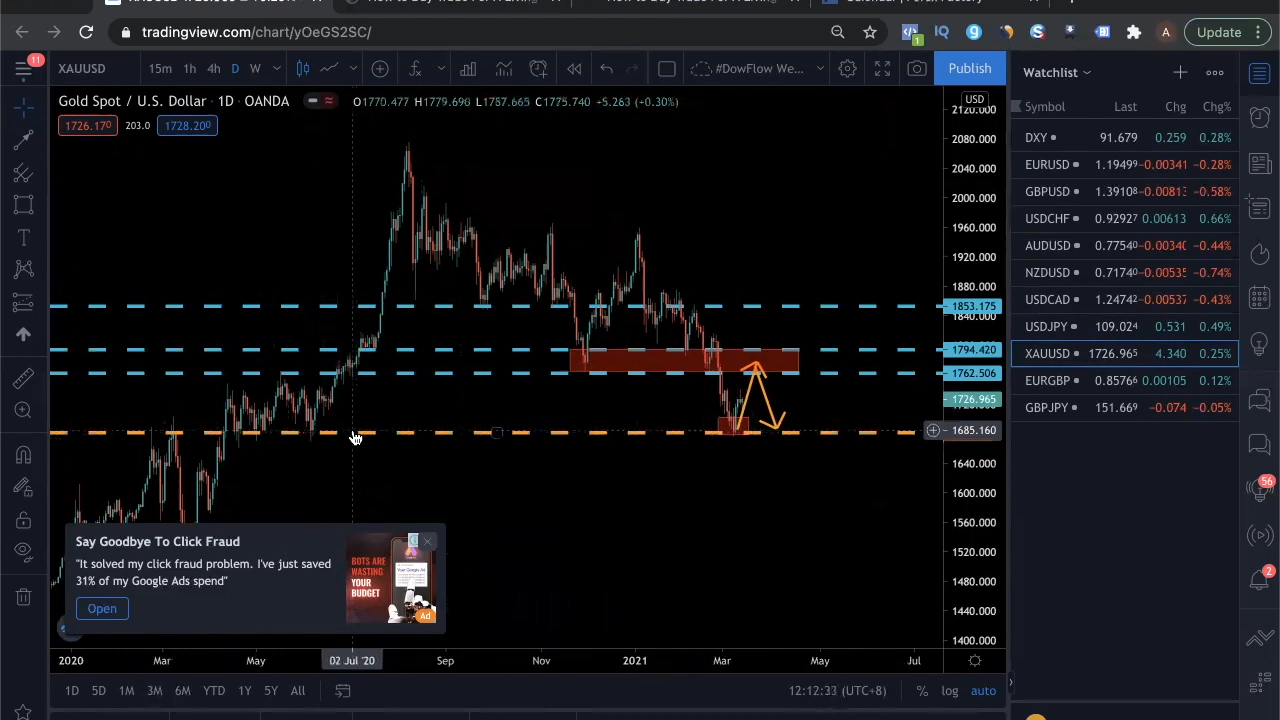 tradingview.com/chart/yOeGS2SC/
Update
11
XAUUSD 15m 1h 4h D W #DowFlow We... Publish
Gold Spot / U.S. Dollar · 1D · OANDA O1770.477 H1779.696 L1767.665 C1775.740 +5.263 (+0.30%)
1726.170 203.0 1728.200
USD
2120.000
2080.000
2040.000
2000.000
1960.000
1920.000
1880.000
1853.175
1840.000
1794.420
1762.506
1726.965
1685.160
1640.000
1600.000
1560.000
1520.000
1480.000
1440.000
1400.000
Say Goodbye To Click Fraud
"It solved my click fraud problem. I've just saved
31% of my Google Ads spend"
Open
BOTS ARE
WASTING
YOUR
BUDGET
Ad
2020 Mar May 02 Jul '20 Sep Nov 2021 Mar May Jul
1D 5D 1M 3M 6M YTD 1Y 5Y All 12:12:33 (UTC+8) % log auto
Watchlist
Symbol Last Chg Chg%
DXY 91.679 0.259 0.28%
EURUSD 1.19499 -0.00341 -0.28%
GBPUSD 1.39108 -0.00813 -0.58%
USDCHF 0.92927 0.00613 0.66%
AUDUSD 0.77540 -0.00340 -0.44%
NZDUSD 0.71740 -0.00535 -0.74%
USDCAD 1.24742 -0.00537 -0.43%
USDJPY 109.024 0.531 0.49%
XAUUSD 1726.965 4.340 0.25%
EURGBP 0.85766 0.00105 0.12%
GBPJPY 151.669 -0.074 -0.05%
56
2